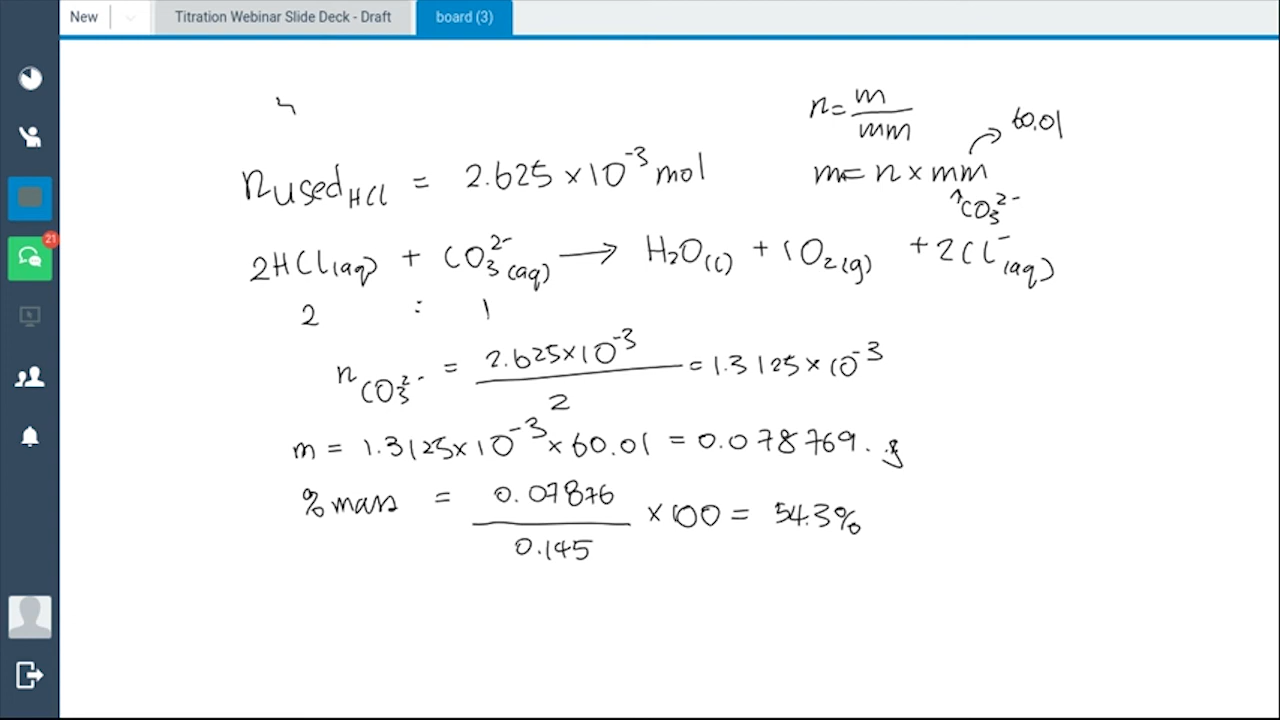 New
Titration Webinar Slide Deck - Draft
board (3)
21
n = m / mm
60.01
n used HCl = 2.625 × 10⁻³ mol
m = n × mm
↑ CO₃²⁻
2HCl(aq) + CO₃²⁻(aq) → H₂O(l) + CO₂(g) + 2Cl⁻(aq)
2 : 1
n CO₃²⁻ = 2.625×10⁻³ / 2 = 1.3125 × 10⁻³
m = 1.3125×10⁻³ × 60.01 = 0.078769. g
% mass = 0.07876 / 0.145 × 100 = 54.3%